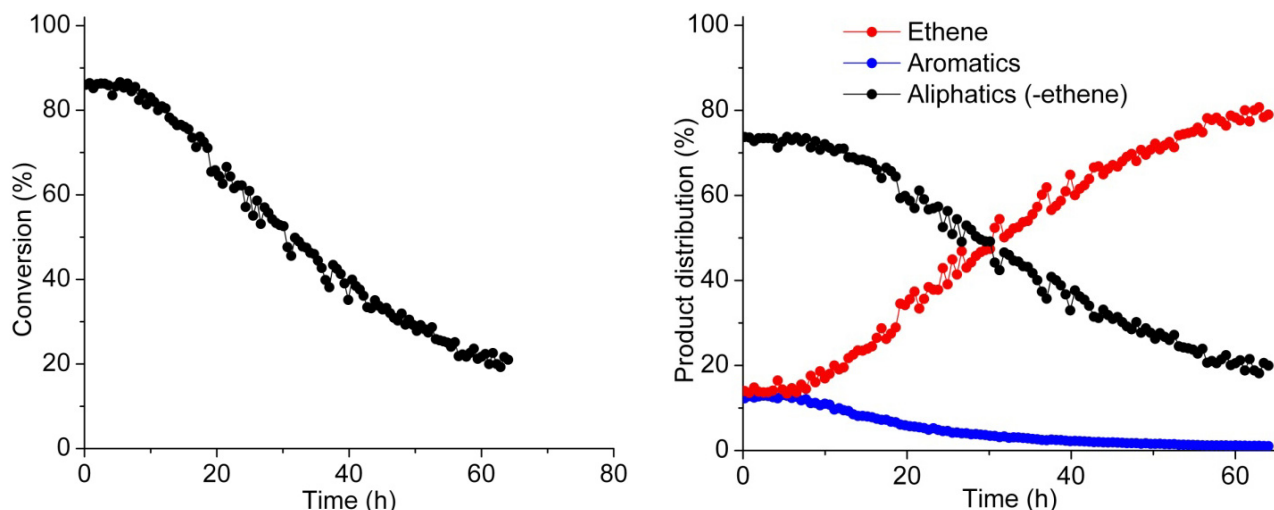 100
80
60
40
20
0
Conversion (%)
0 20 40 60 80
Time (h)
100
80
60
40
20
0
Product distribution (%)
Ethene
Aromatics
Aliphatics (-ethene)
0 20 40 60
Time (h)